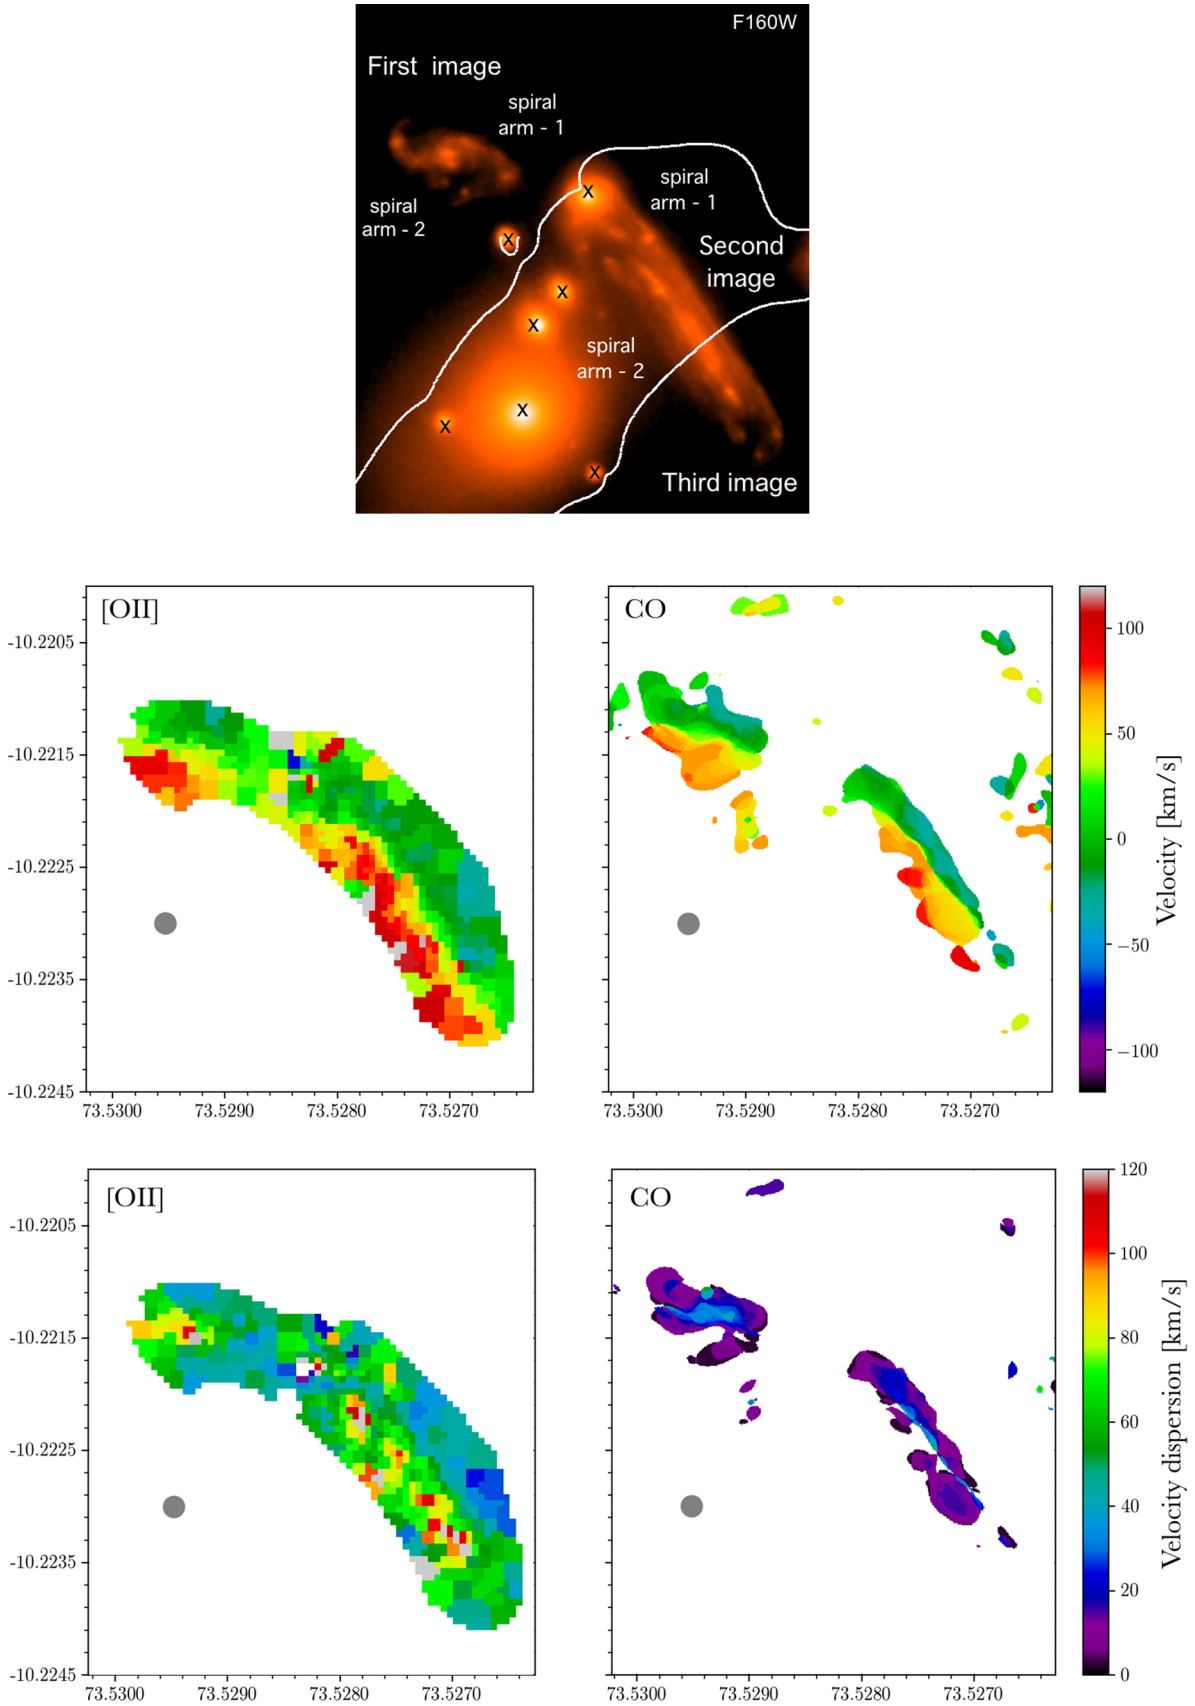 F160W
First image
spiral
arm - 1
spiral
arm - 1
spiral
arm - 2
Second
image
spiral
arm - 2
Third image
x
x
x
x
x
x
x
[OII]
CO
-10.2205
-10.2215
-10.2225
-10.2235
-10.2245
73.5300
73.5290
73.5280
73.5270
73.5300
73.5290
73.5280
73.5270
100
50
0
−50
−100
Velocity [km/s]
[OII]
CO
-10.2205
-10.2215
-10.2225
-10.2235
-10.2245
73.5300
73.5290
73.5280
73.5270
73.5300
73.5290
73.5280
73.5270
120
100
80
60
40
20
0
Velocity dispersion [km/s]